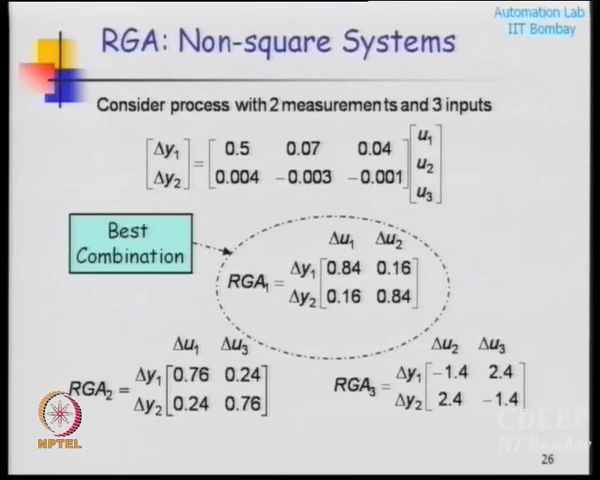 Automation Lab
IIT Bombay
RGA: Non-square Systems
Consider process with 2 measurements and 3 inputs
[Δy₁ Δy₂] = [0.5 0.07 0.04; 0.004 −0.003 −0.001] [u₁ u₂ u₃]
Best
Combination
Δu₁ Δu₂
RGA₁ = Δy₁ [0.84 0.16]
Δy₂ [0.16 0.84]
Δu₁ Δu₃
RGA₂ = Δy₁ [0.76 0.24]
Δy₂ [0.24 0.76]
Δu₂ Δu₃
RGA₃ = Δy₁ [−1.4 2.4]
Δy₂ [2.4 −1.4]
NPTEL
CDEEP
IIT Bombay
26